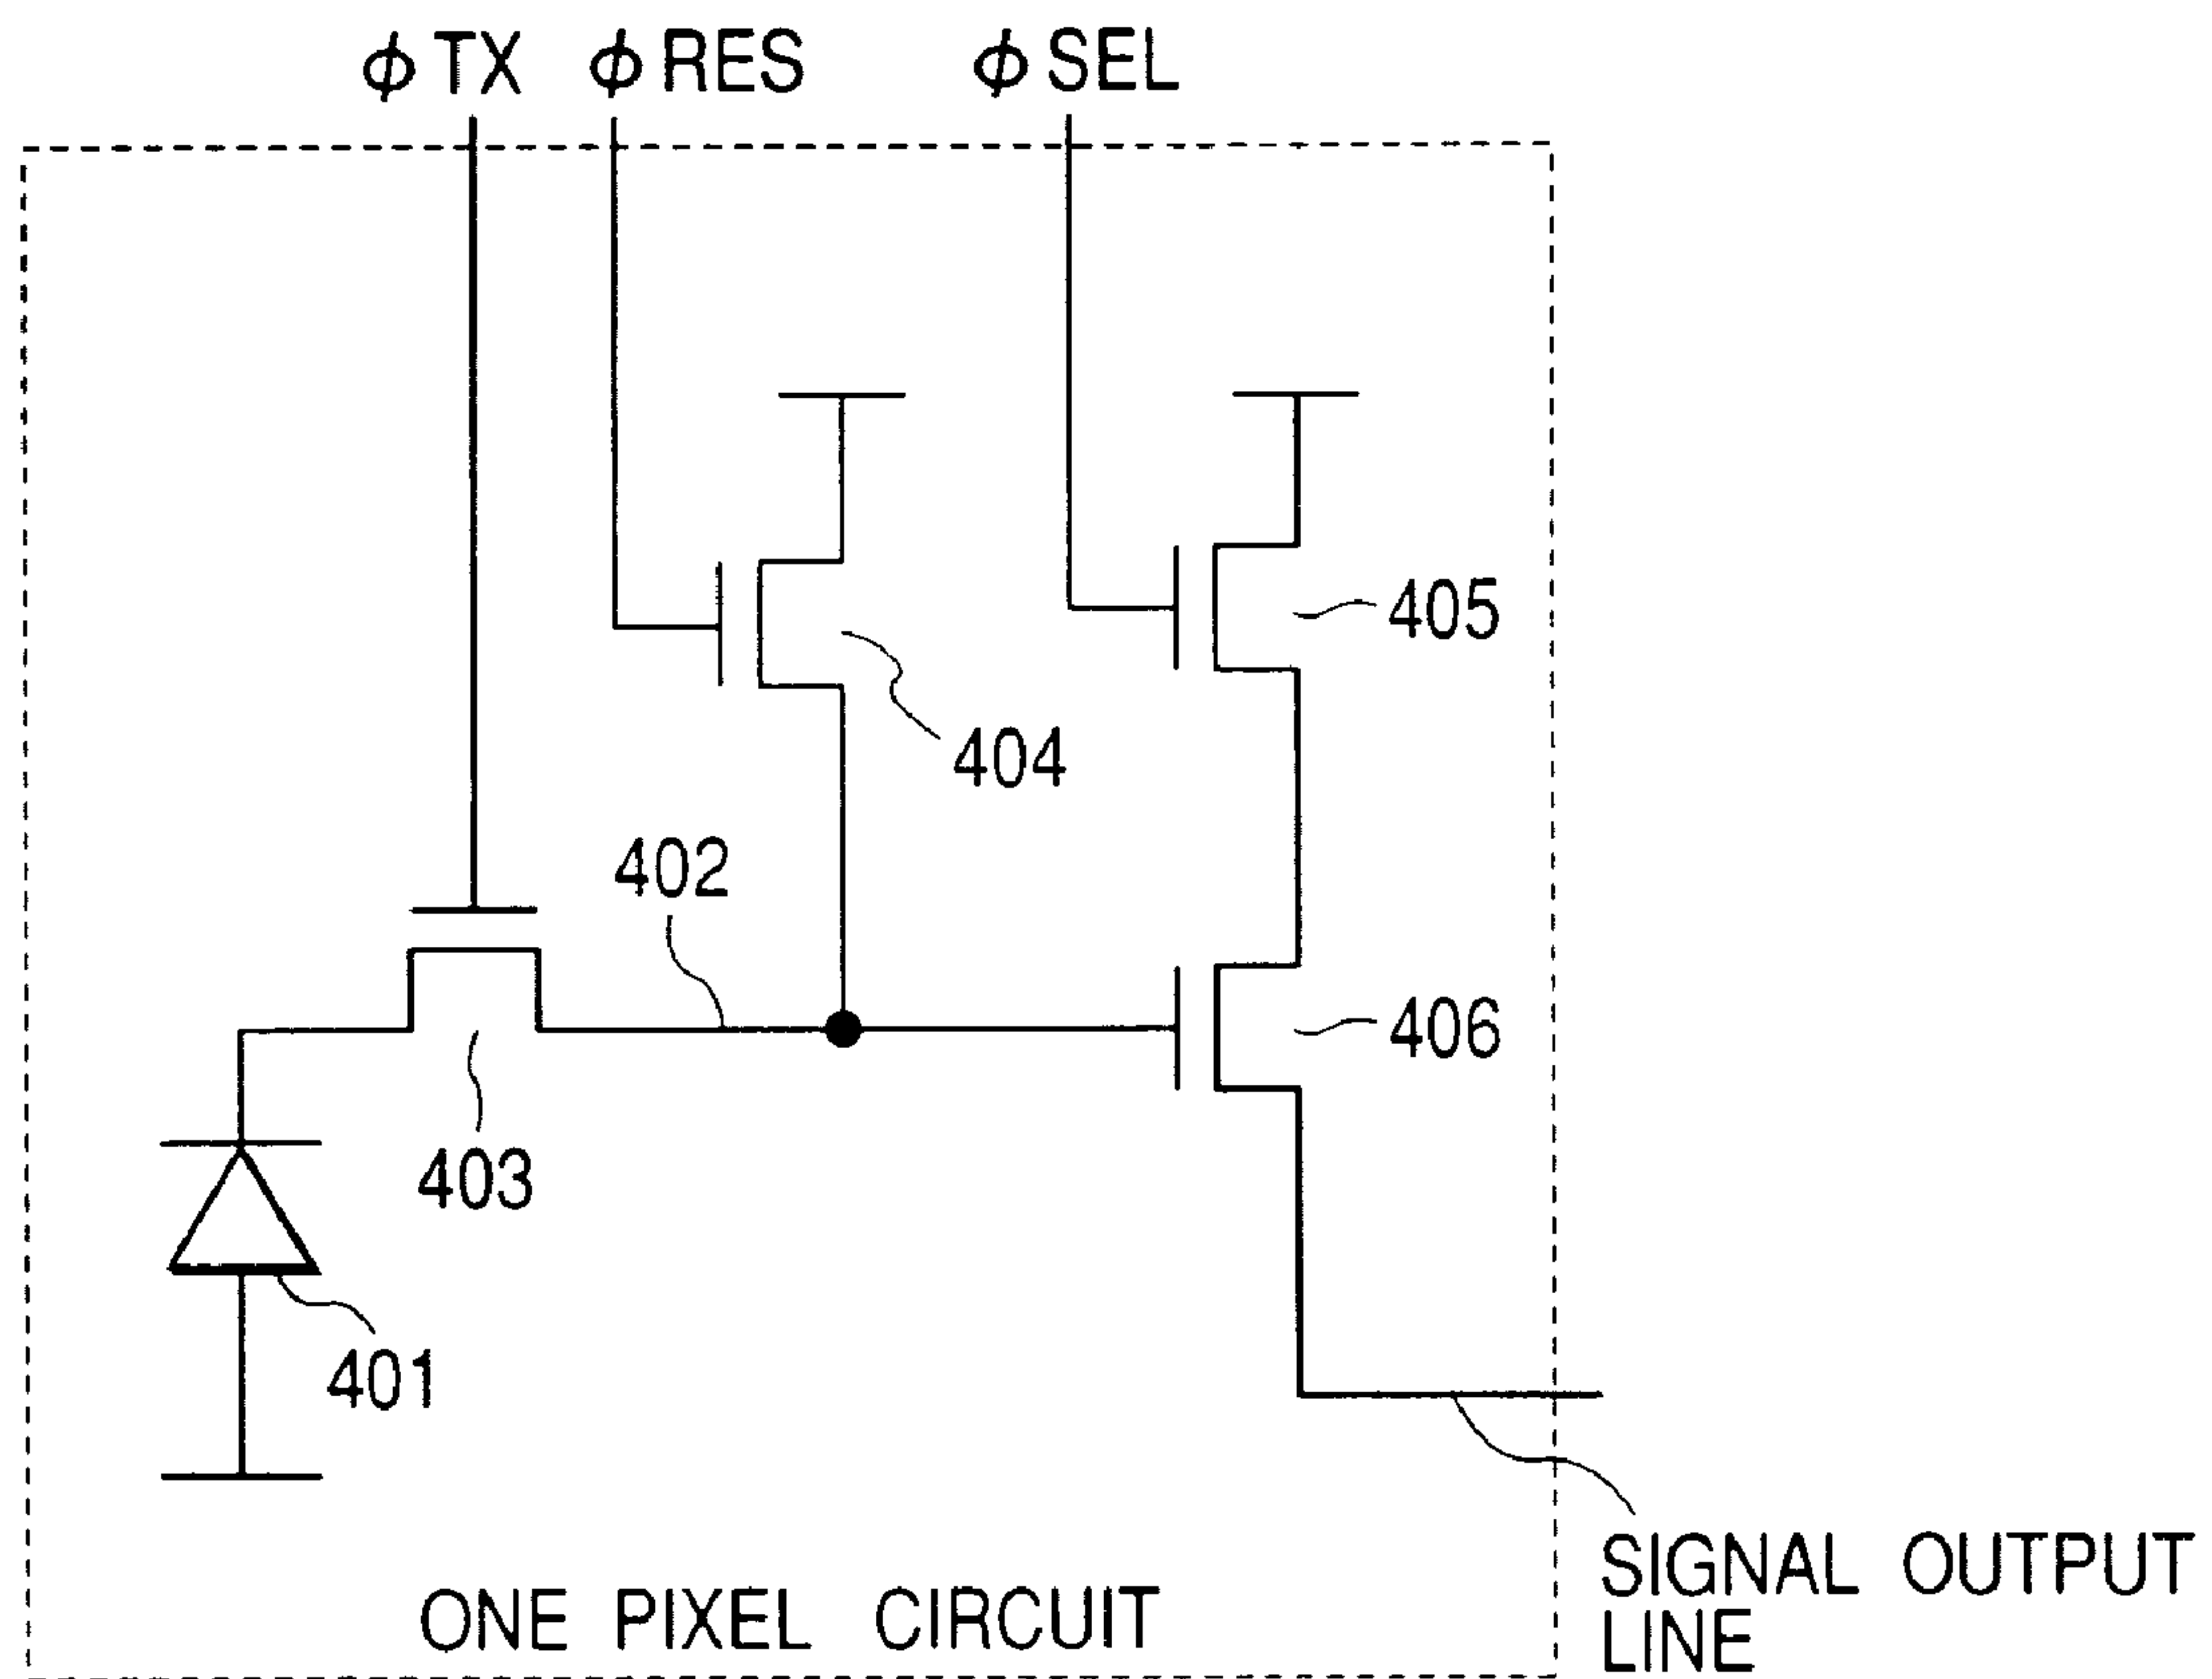 ϕTX ϕRES ϕSEL
405
404
402
406
403
401
SIGNAL OUTPUT
LINE
ONE PIXEL CIRCUIT